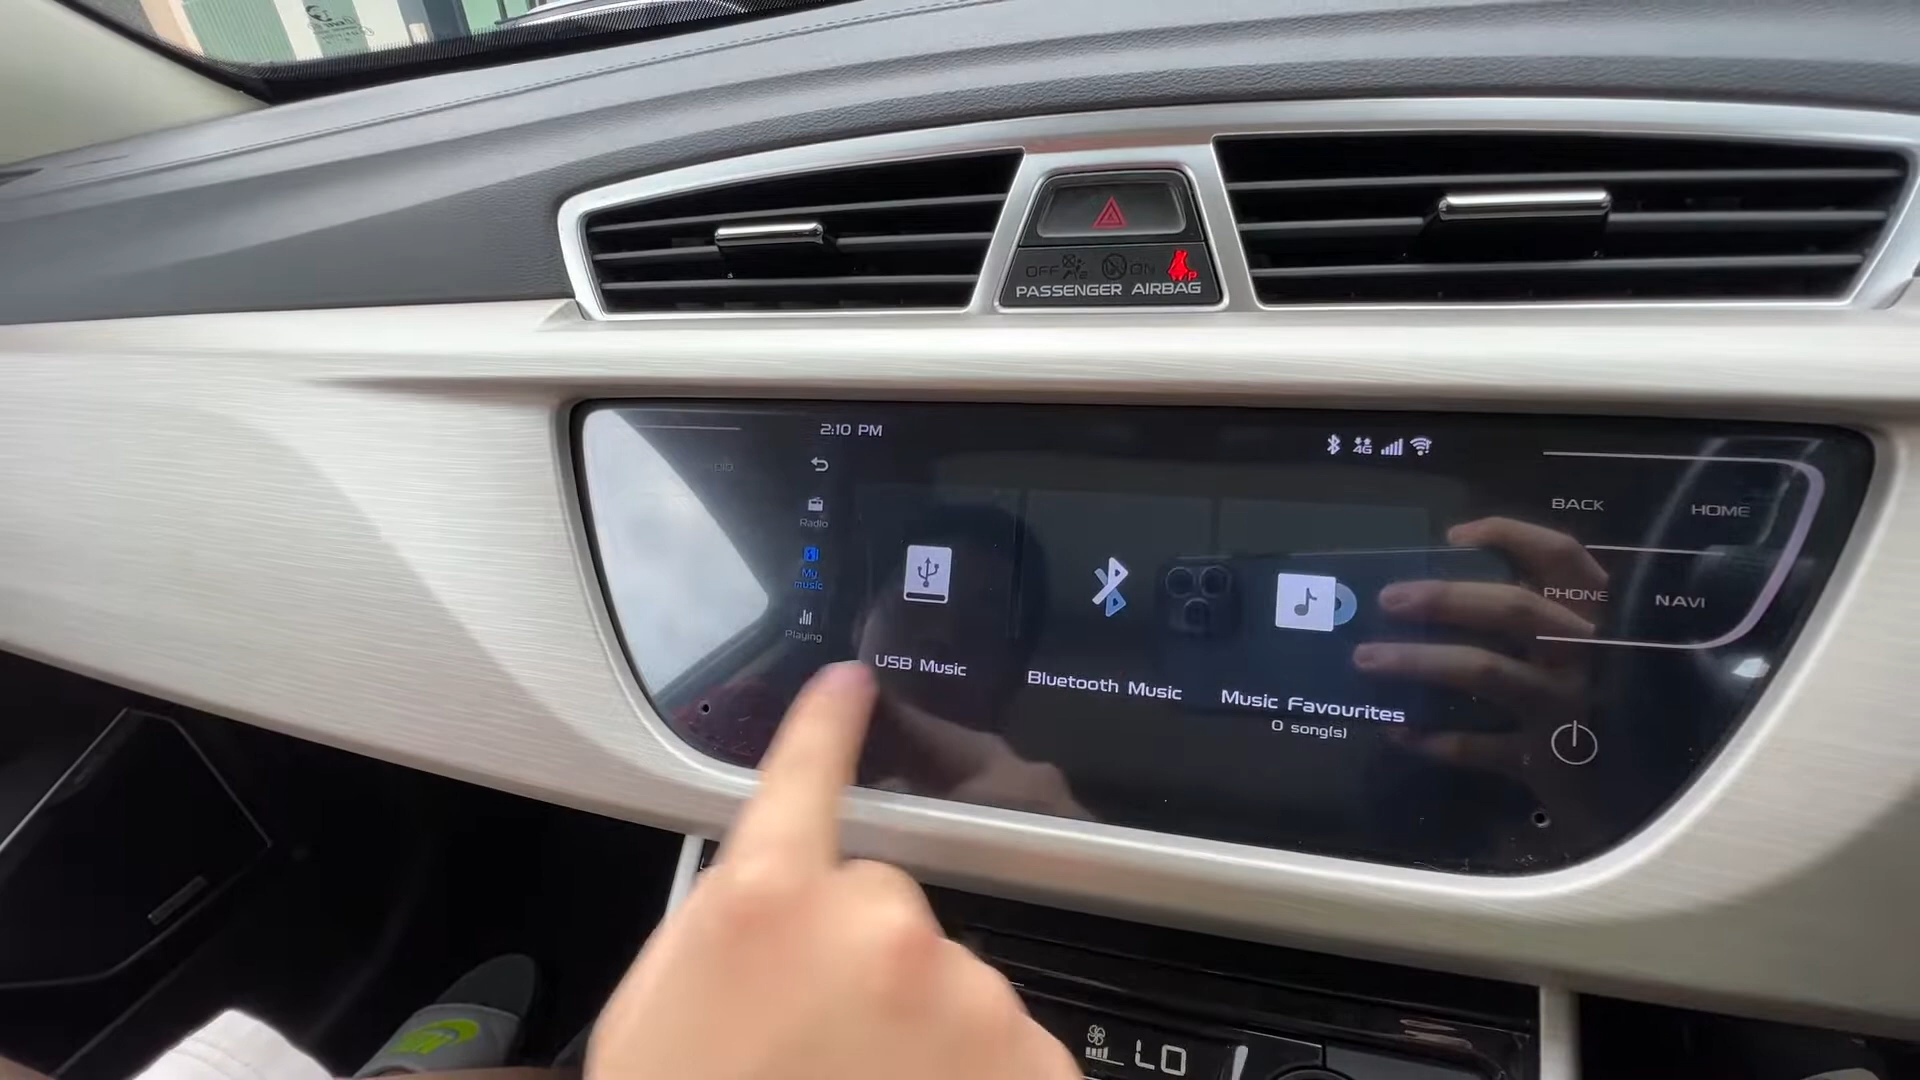 OFF
ON
P
PASSENGER AIRBAG
2:10 PM
4G
Radio
My
music
Playing
USB Music
Bluetooth Music
Music Favourites
0 song(s)
BACK
HOME
PHONE
NAVI
LO